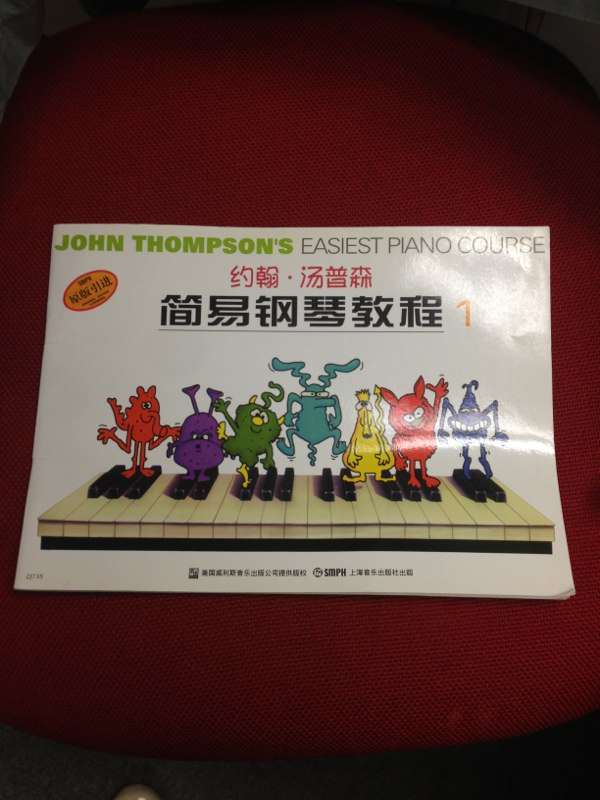 JOHN THOMPSON'S EASIEST PIANO COURSE
约翰·汤普森
SMPH
原版引进
简易钢琴教程 1
美国威利斯音乐出版公司提供版权 SMPH 上海音乐出版社出版